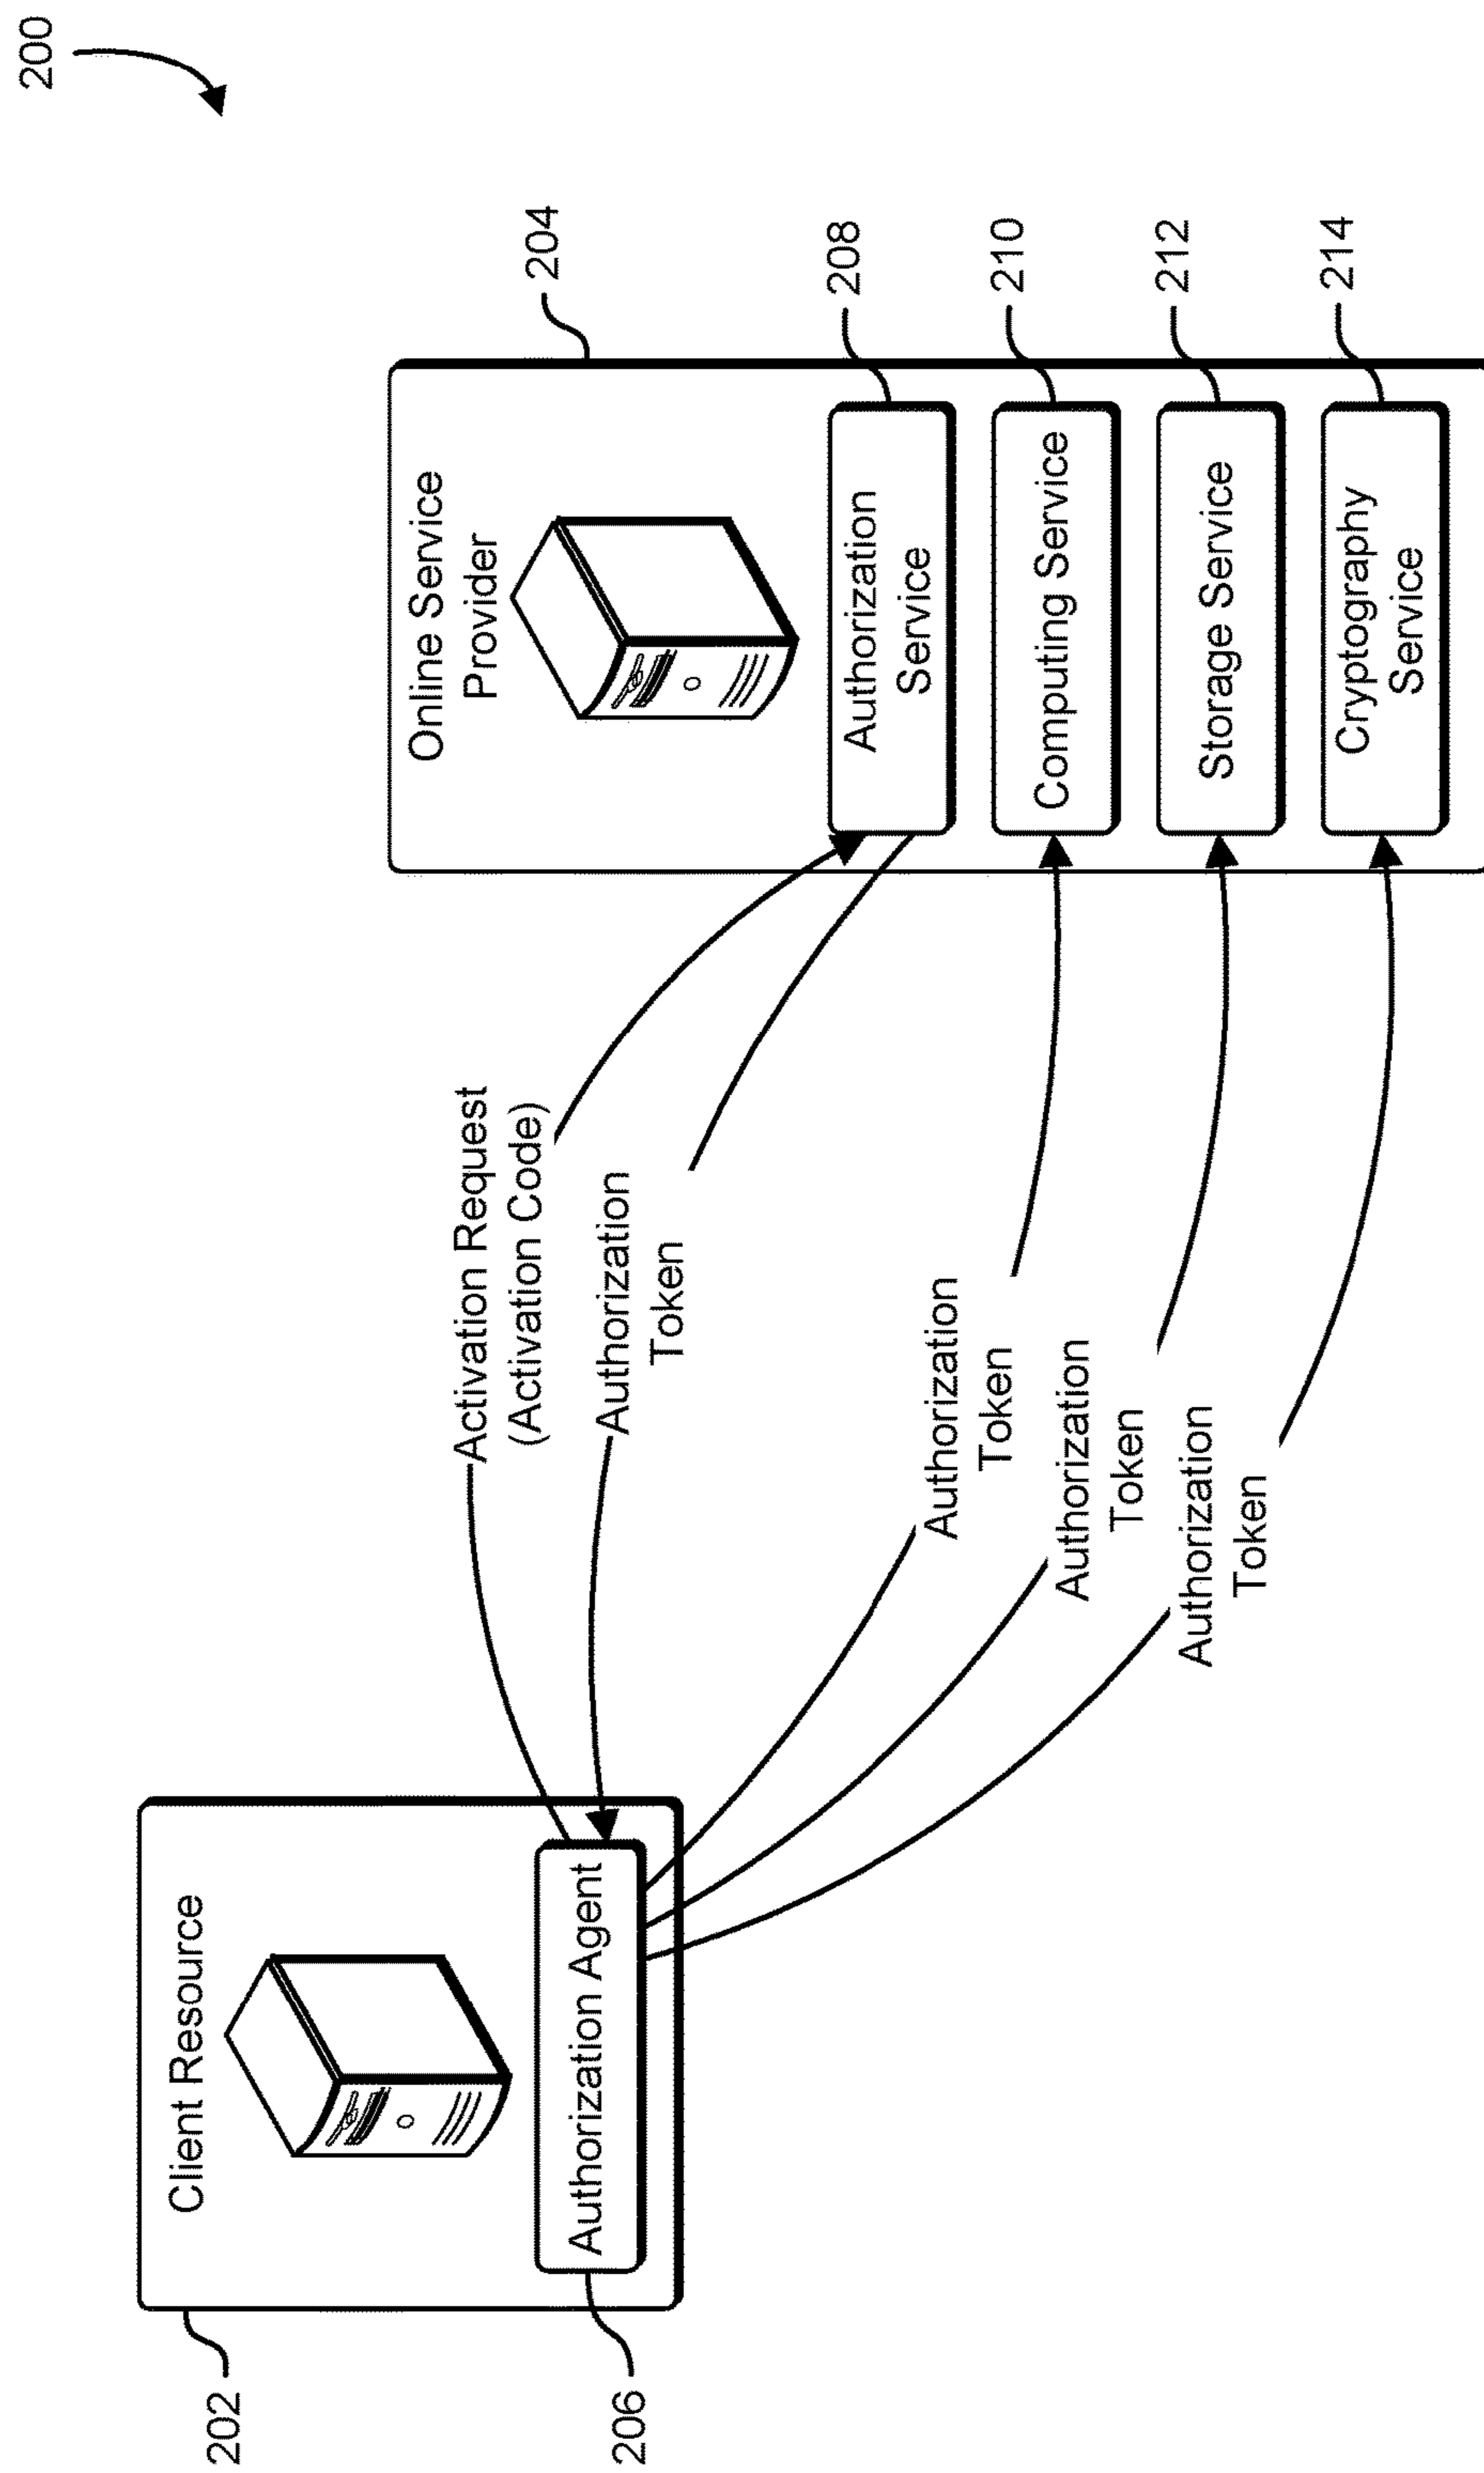 200
Client Resource
202
Authorization Agent
206
Activation Request
(Activation Code)
Authorization
Token
Authorization
Token
Authorization
Token
Authorization
Token
Online Service
Provider
204
Authorization
Service
208
Computing Service
210
Storage Service
212
Cryptography
Service
214